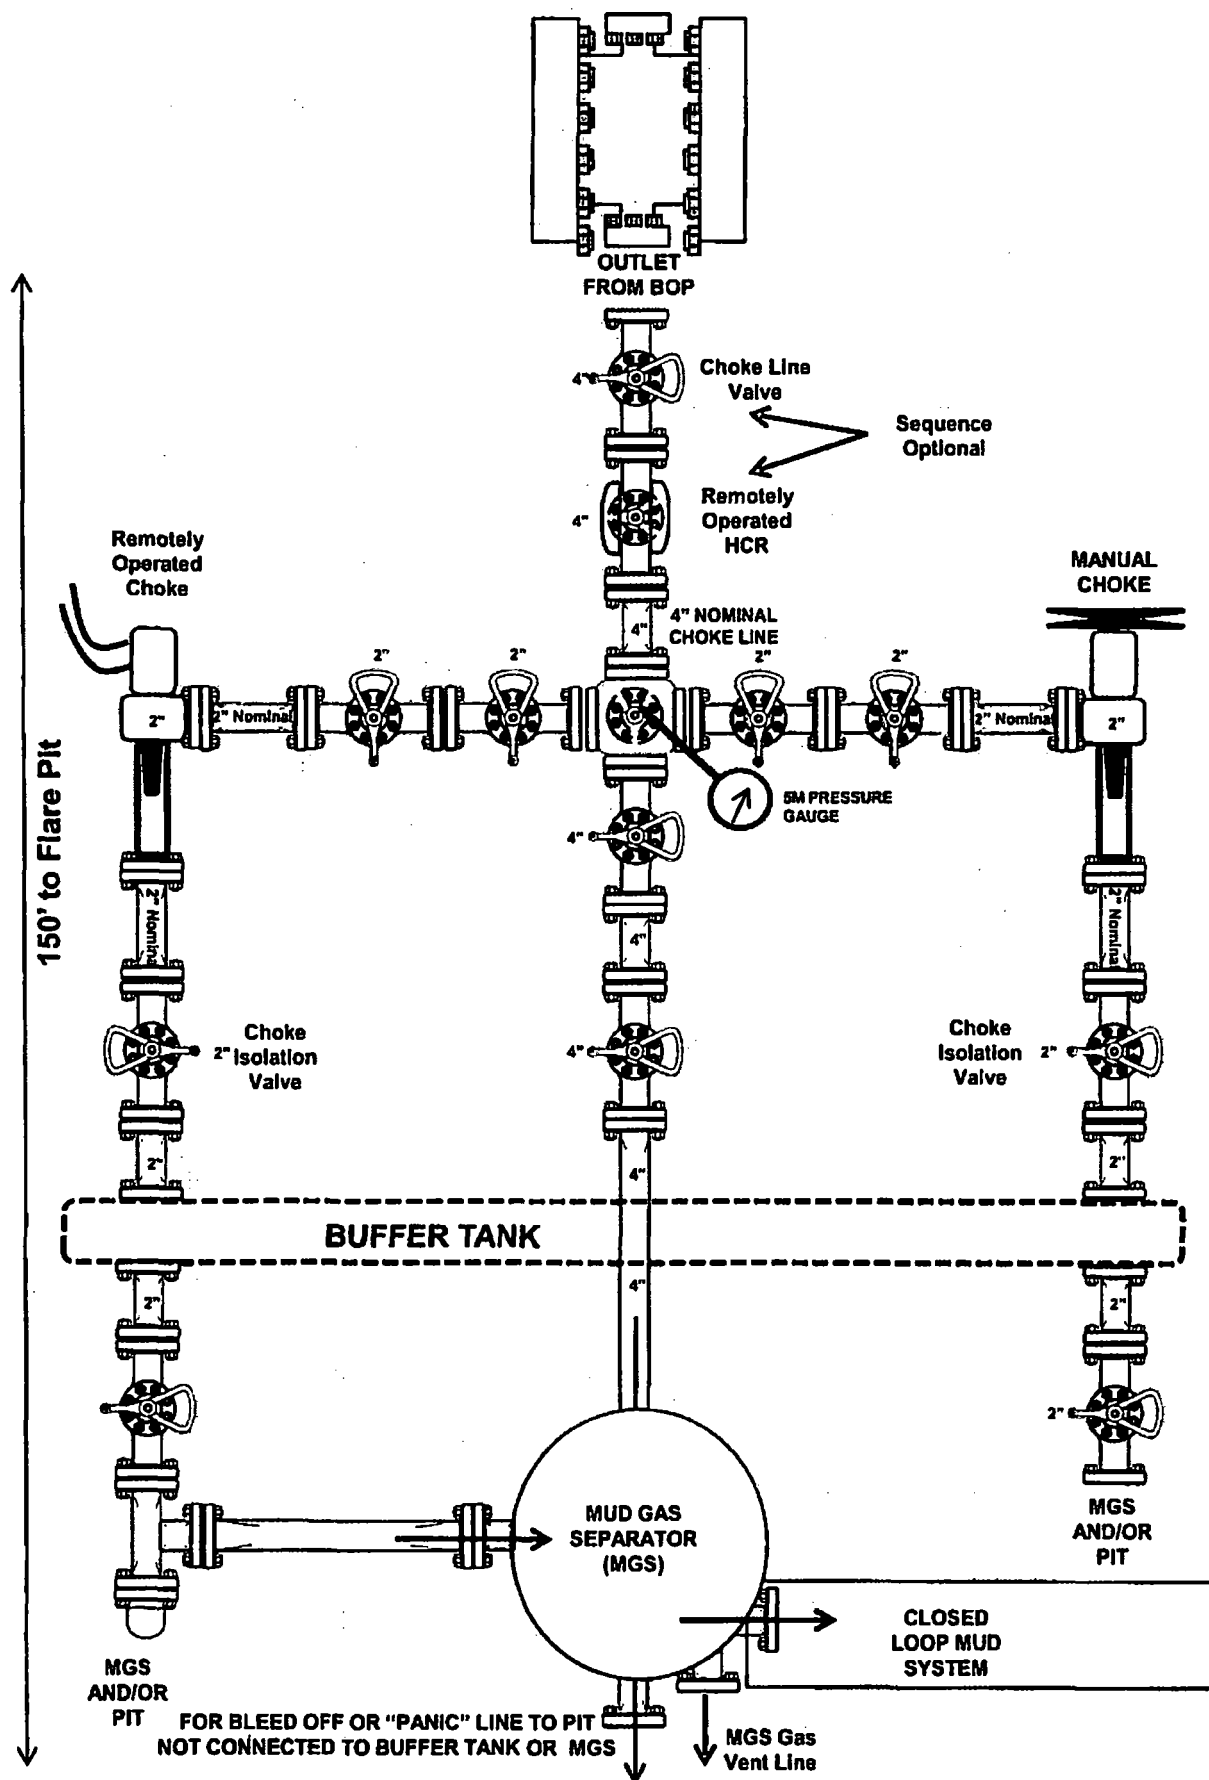 OUTLET
FROM BOP
4"
Choke Line
Valve
Sequence
Optional
4"
Remotely
Operated
HCR
Remotely
Operated
Choke
MANUAL
CHOKE
4"
4" NOMINAL
CHOKE LINE
2"
2"
2"
2"
2"
2" Nominal
2" Nominal
2"
5M PRESSURE
GAUGE
4"
150' to Flare Pit
2" Nominal
4"
2" Nominal
Choke
Isolation
Valve
2"
4"
Choke
Isolation
Valve
2"
2"
4"
2"
BUFFER TANK
2"
4"
2"
2"
MUD GAS
SEPARATOR
(MGS)
MGS
AND/OR
PIT
CLOSED
LOOP MUD
SYSTEM
MGS
AND/OR
PIT
FOR BLEED OFF OR "PANIC" LINE TO PIT
NOT CONNECTED TO BUFFER TANK OR MGS
MGS Gas
Vent Line